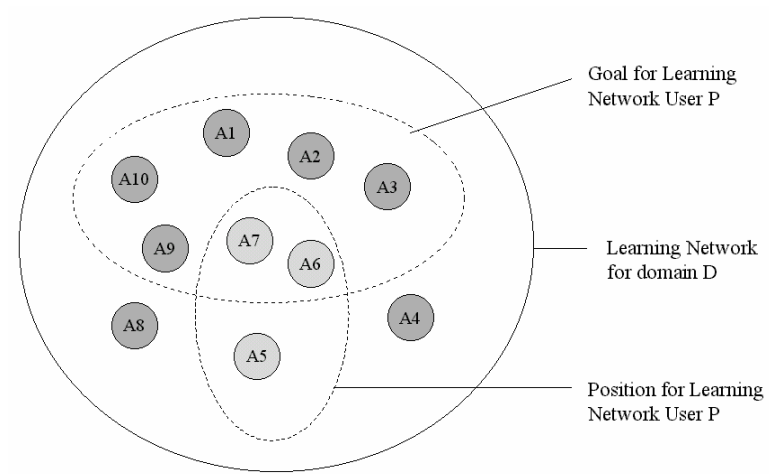 Goal for Learning
Network User P
A1
A2
A10
A3
A7
A9
A6
Learning Network
for domain D
A8
A4
A5
Position for Learning
Network User P